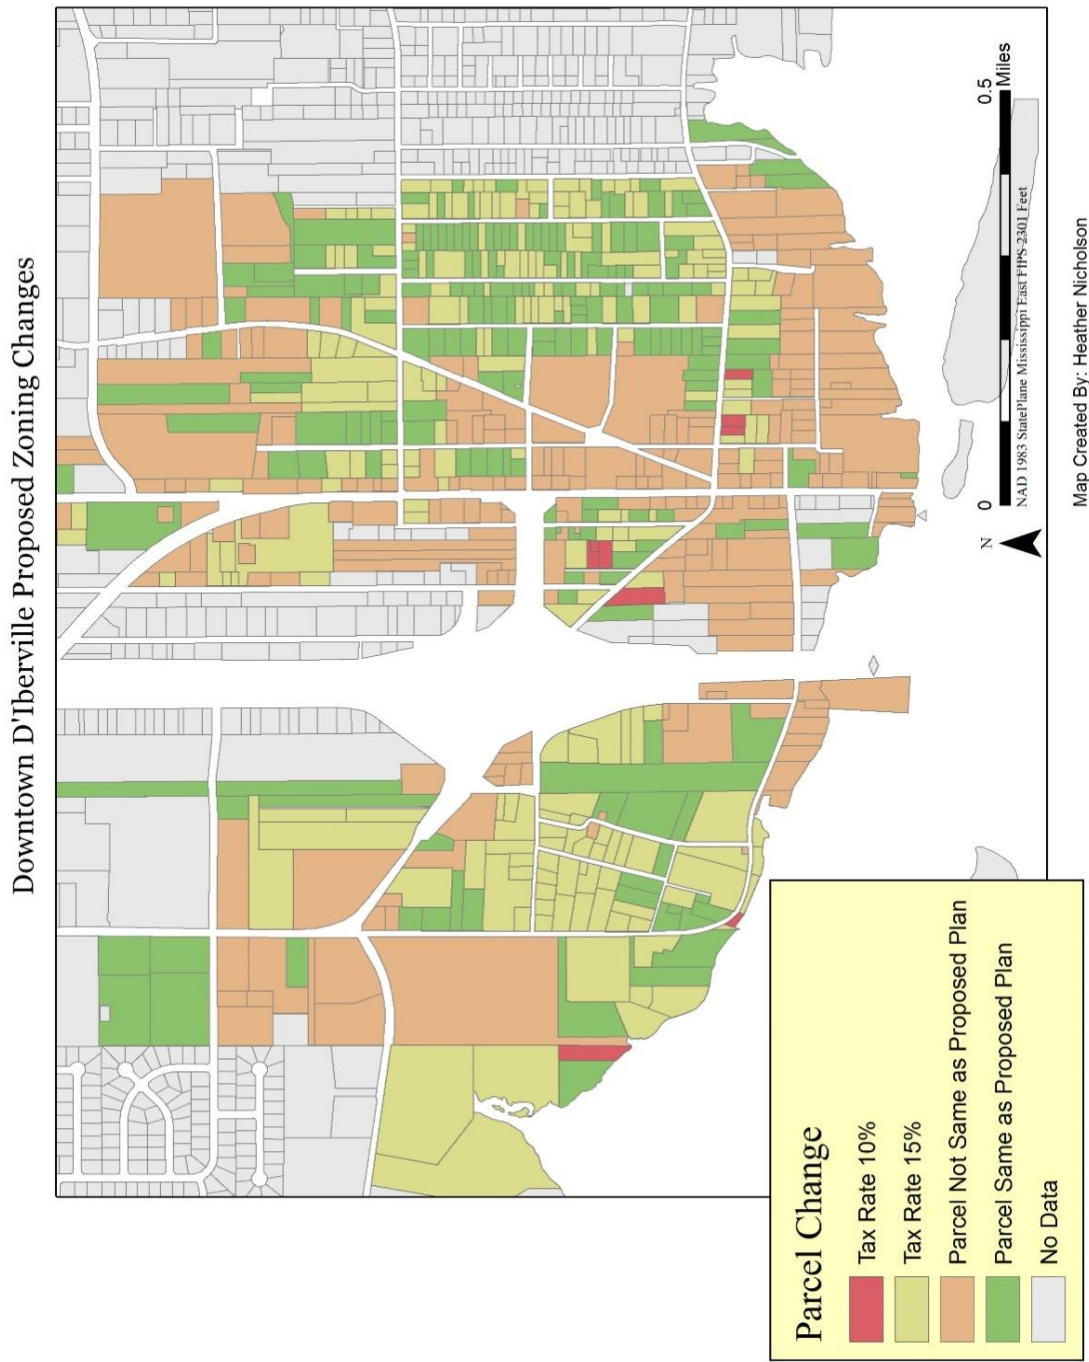 Downtown D'Iberville Proposed Zoning Changes
Parcel Change
Tax Rate 10%
Tax Rate 15%
Parcel Not Same as Proposed Plan
Parcel Same as Proposed Plan
No Data
N
0
0.5
Miles
NAD 1983 StatePlane Mississippi East FIPS 2301 Feet
Map Created By: Heather Nicholson